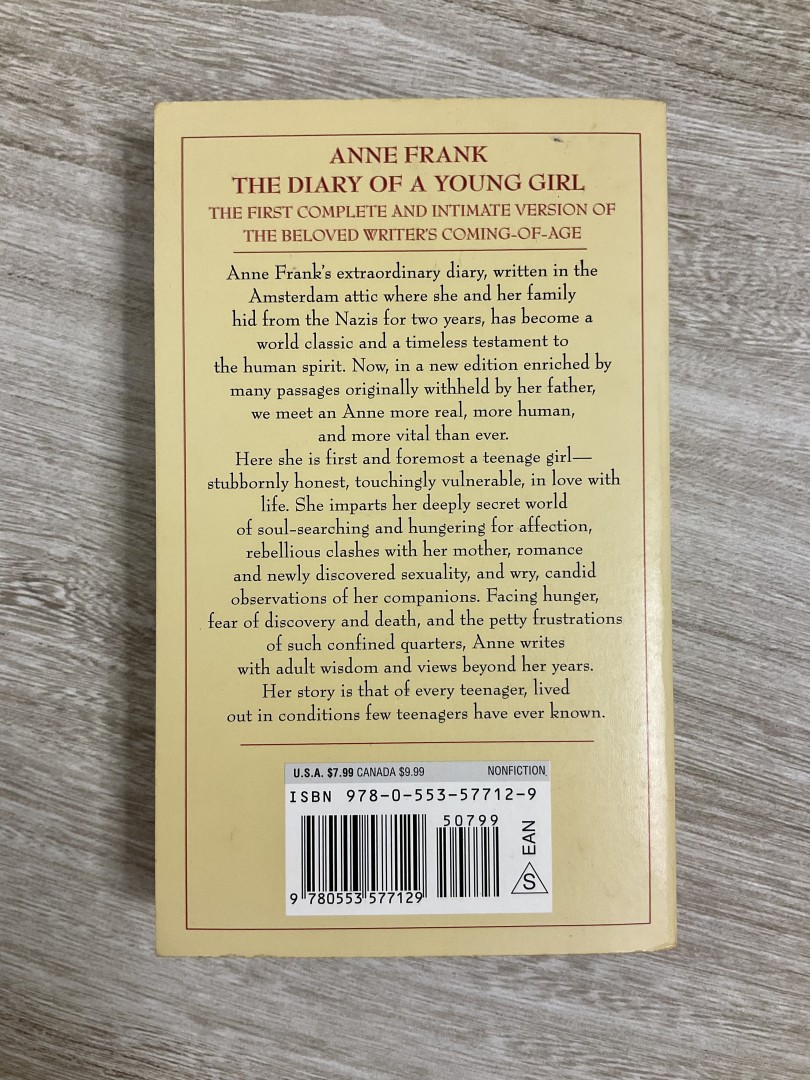 ANNE FRANK
THE DIARY OF A YOUNG GIRL
THE FIRST COMPLETE AND INTIMATE VERSION OF
THE BELOVED WRITER'S COMING-OF-AGE
Anne Frank's extraordinary diary, written in the
Amsterdam attic where she and her family
hid from the Nazis for two years, has become a
world classic and a timeless testament to
the human spirit. Now, in a new edition enriched by
many passages originally withheld by her father,
we meet an Anne more real, more human,
and more vital than ever.
Here she is first and foremost a teenage girl—
stubbornly honest, touchingly vulnerable, in love with
life. She imparts her deeply secret world
of soul-searching and hungering for affection,
rebellious clashes with her mother, romance
and newly discovered sexuality, and wry, candid
observations of her companions. Facing hunger,
fear of discovery and death, and the petty frustrations
of such confined quarters, Anne writes
with adult wisdom and views beyond her years.
Her story is that of every teenager, lived
out in conditions few teenagers have ever known.
U.S.A. $7.99 CANADA $9.99 NONFICTION
ISBN 978-0-553-57712-9
50799
9 780553 577129
S EAN